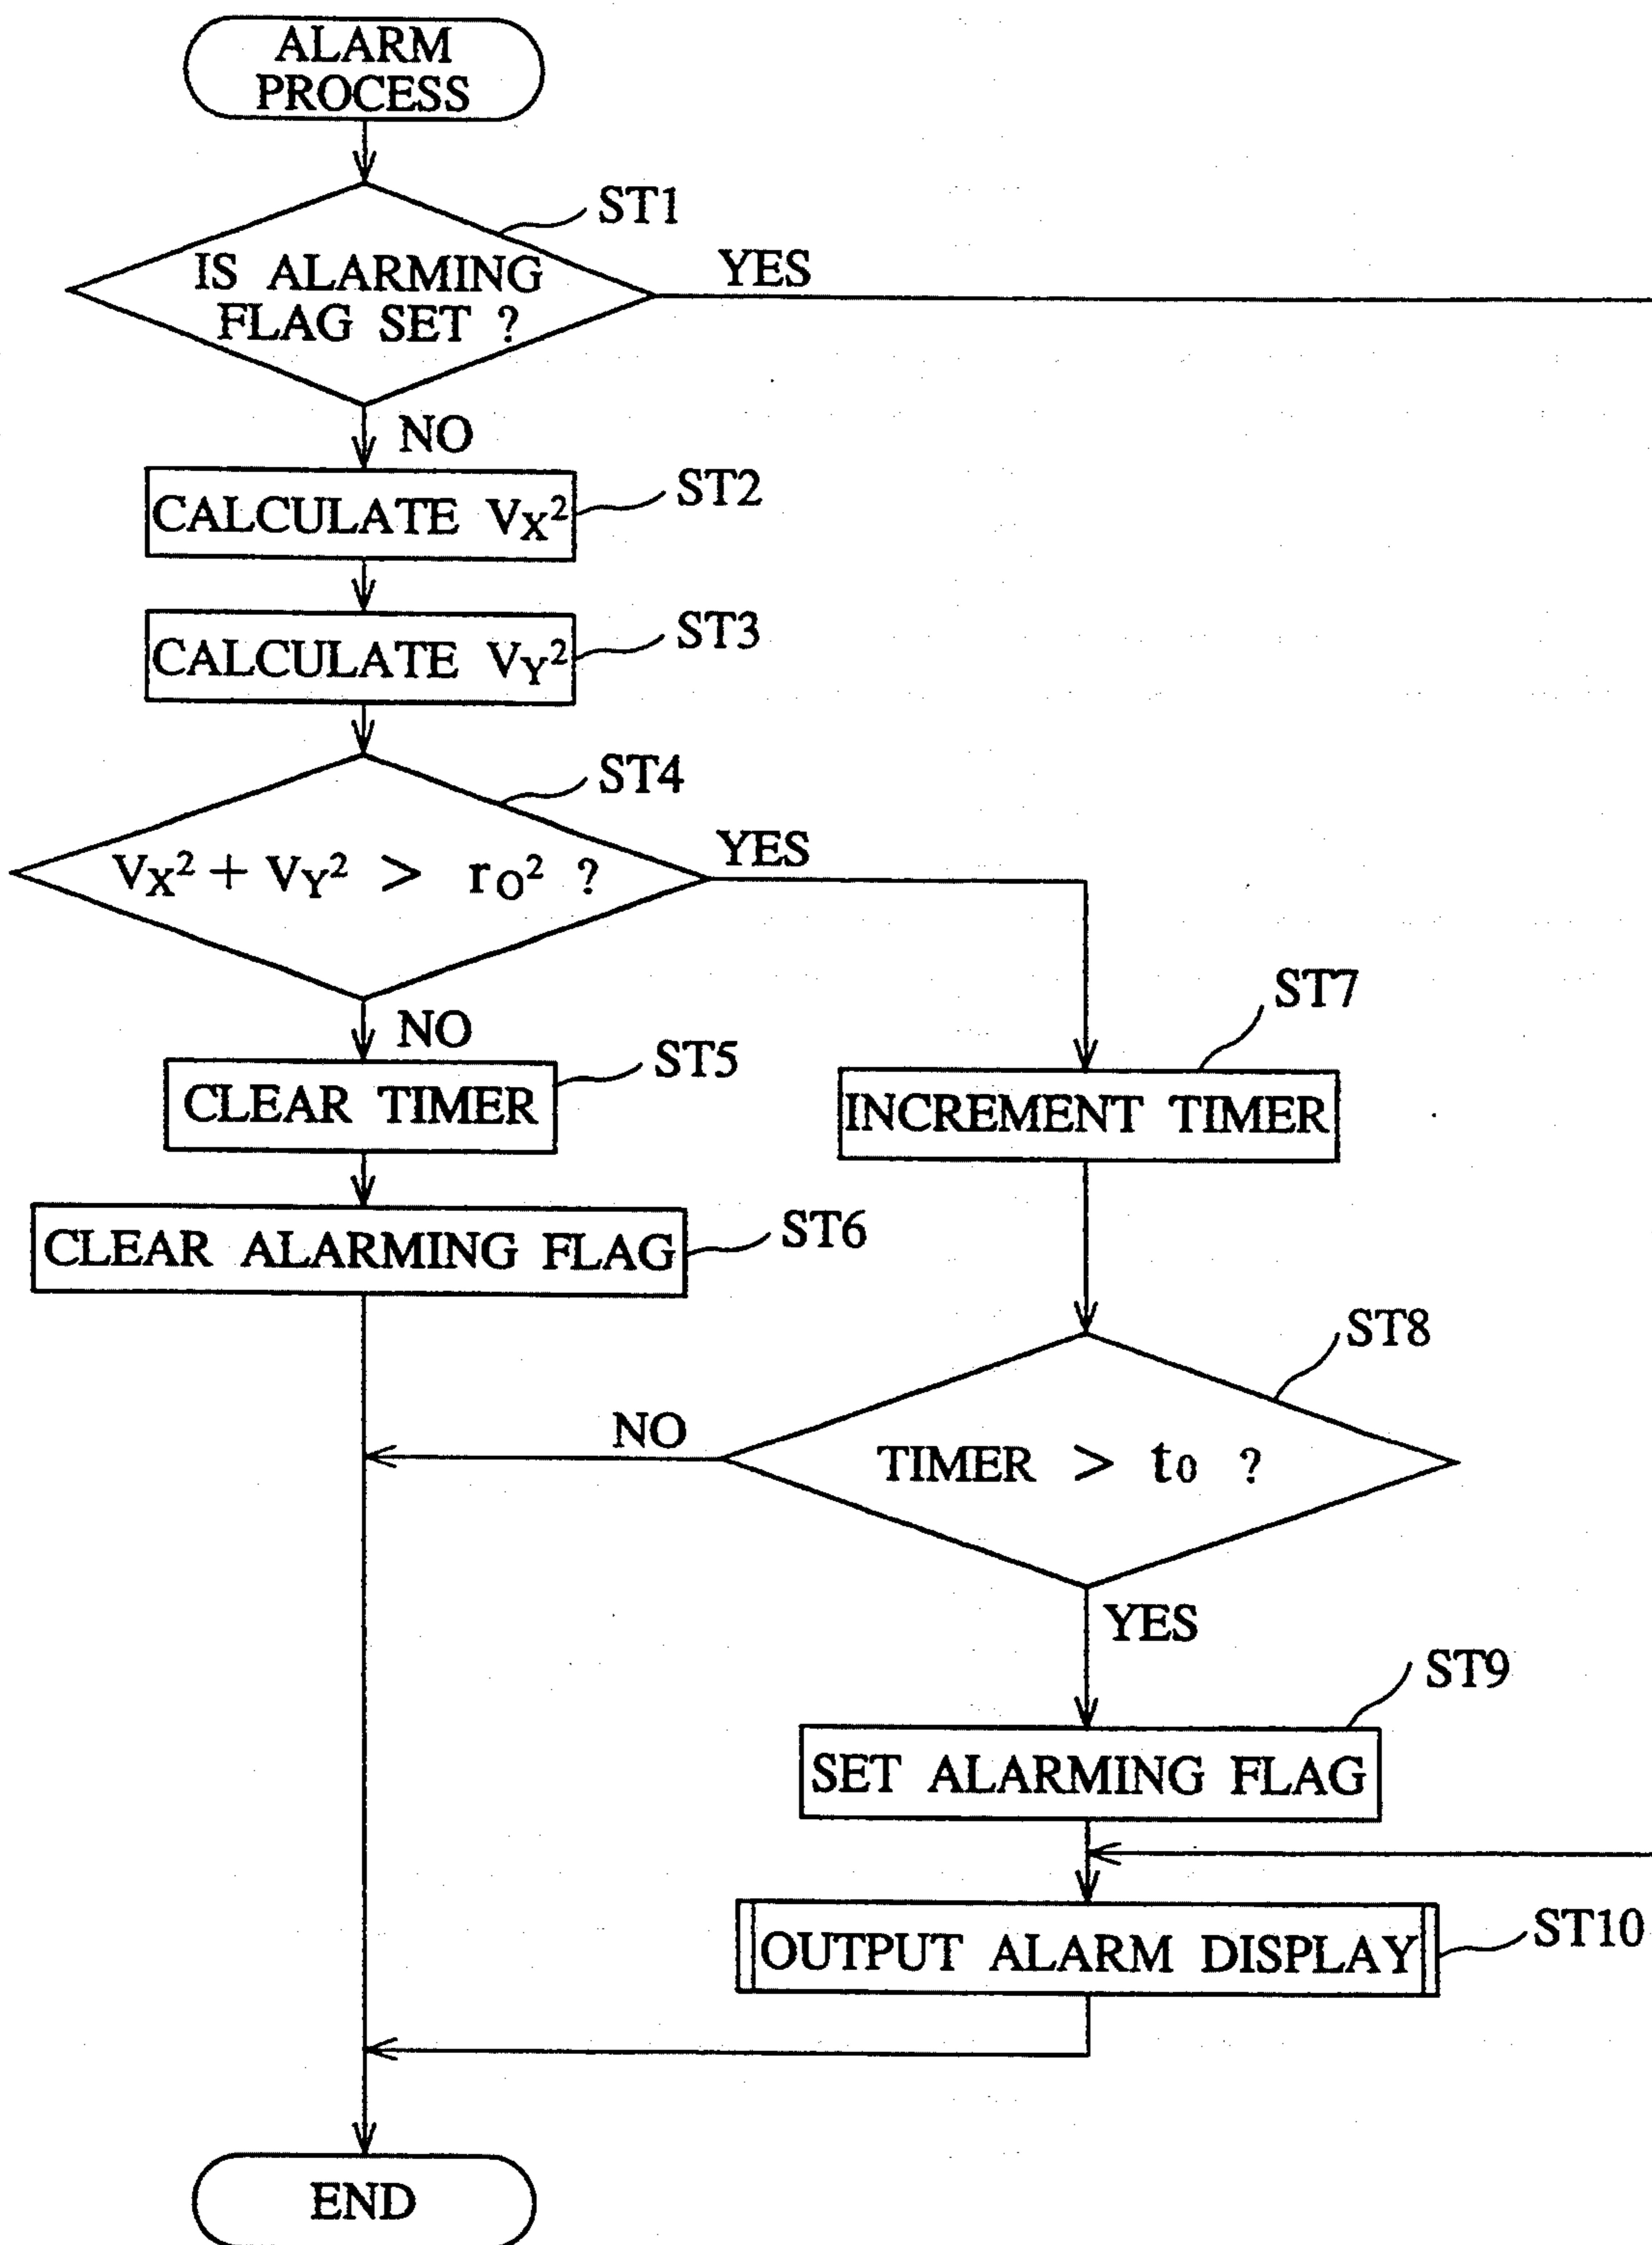 ALARM
PROCESS
ST1
IS ALARMING
FLAG SET ?
YES
NO
CALCULATE Vx²
ST2
CALCULATE VY²
ST3
ST4
Vx² + VY² > rO² ?
YES
NO
CLEAR TIMER
ST5
ST7
INCREMENT TIMER
CLEAR ALARMING FLAG
ST6
ST8
TIMER > t0 ?
NO
YES
ST9
SET ALARMING FLAG
OUTPUT ALARM DISPLAY
ST10
END